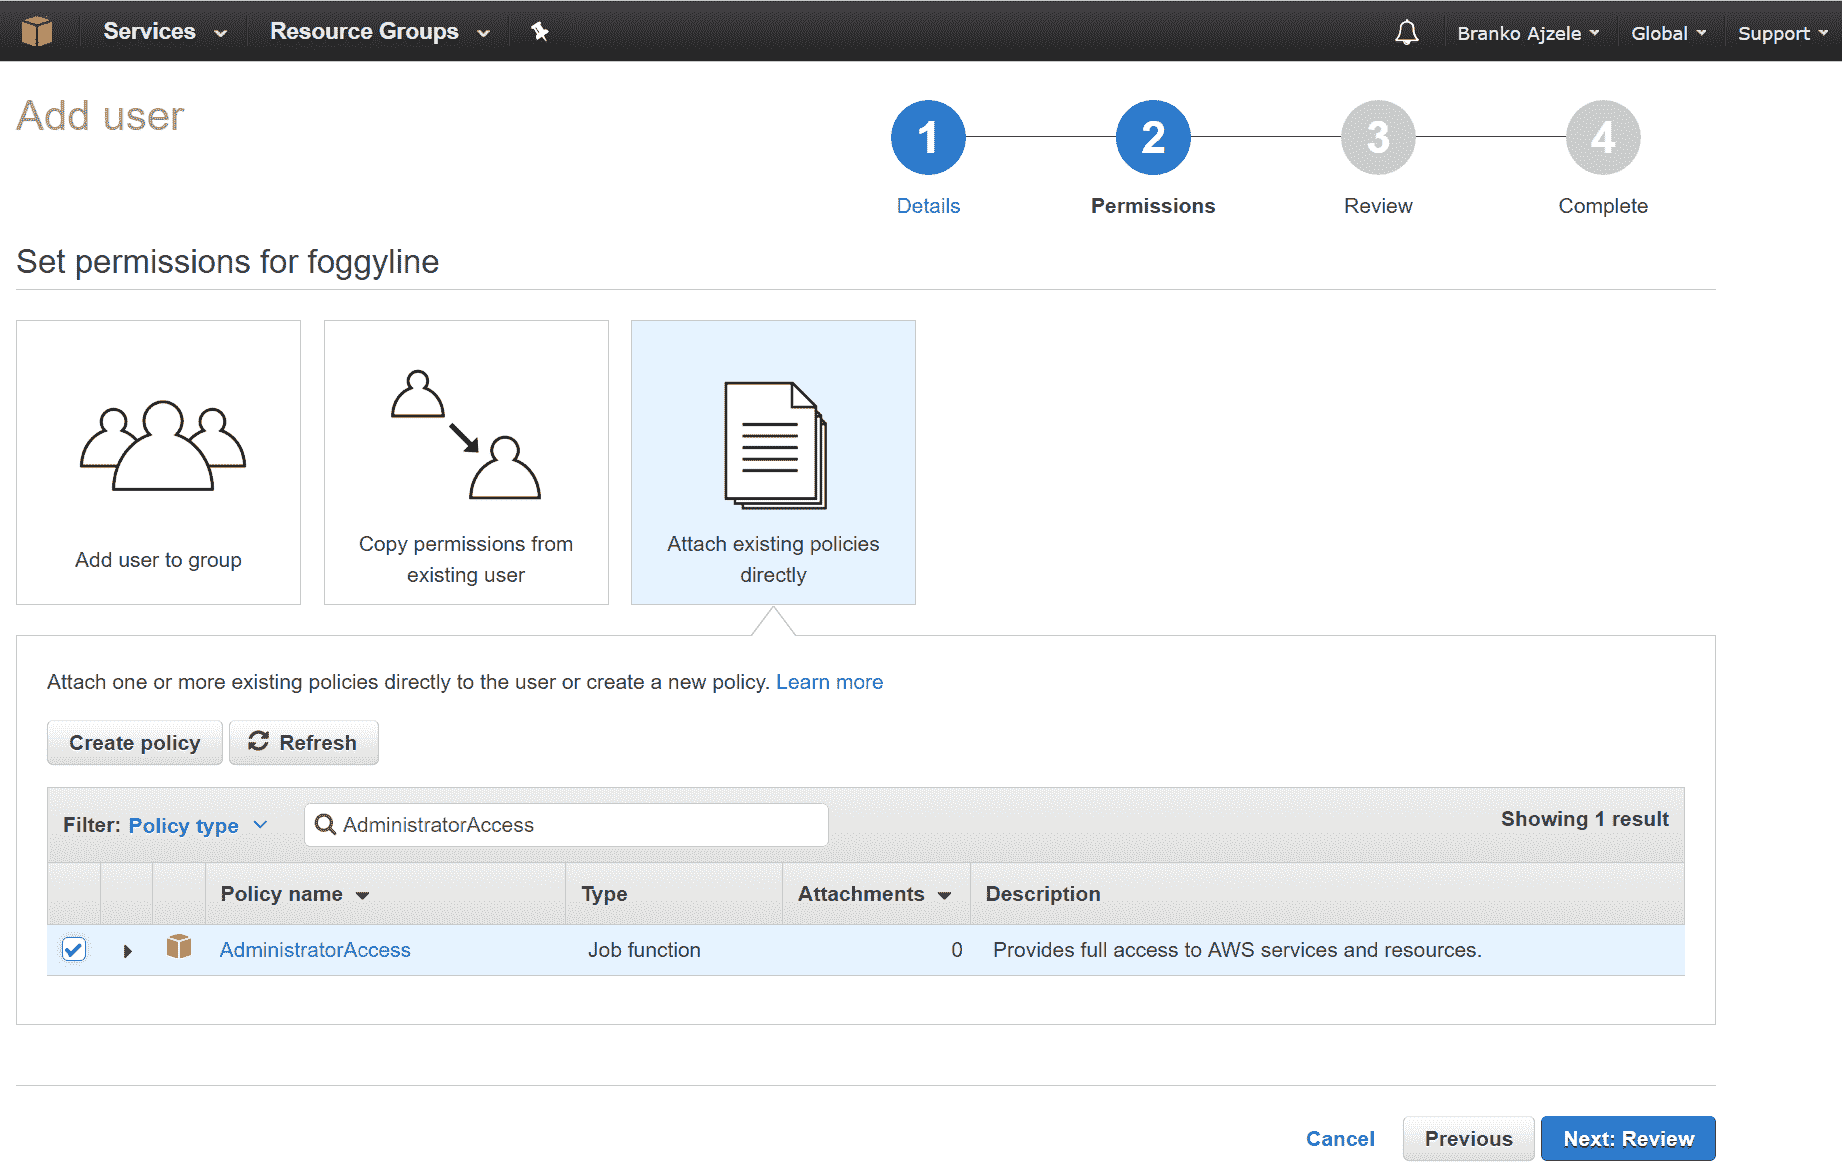 Services Resource Groups Branko Ajzele Global Support
Add user
1 2 3 4
Details Permissions Review Complete
Set permissions for foggyline
Add user to group
Copy permissions from
existing user
Attach existing policies
directly
Attach one or more existing policies directly to the user or create a new policy. Learn more
Create policy Refresh
Filter: Policy type AdministratorAccess Showing 1 result
Policy name Type Attachments Description
AdministratorAccess Job function 0 Provides full access to AWS services and resources.
Cancel Previous Next: Review